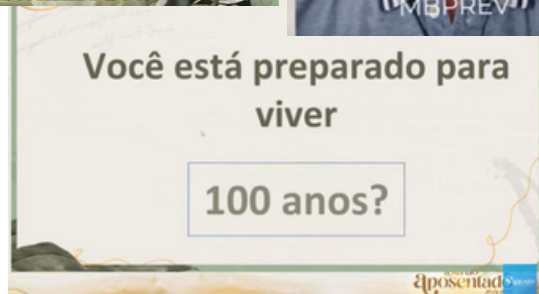 MBPREV
Você está preparado para
viver
100 anos?
aposentad